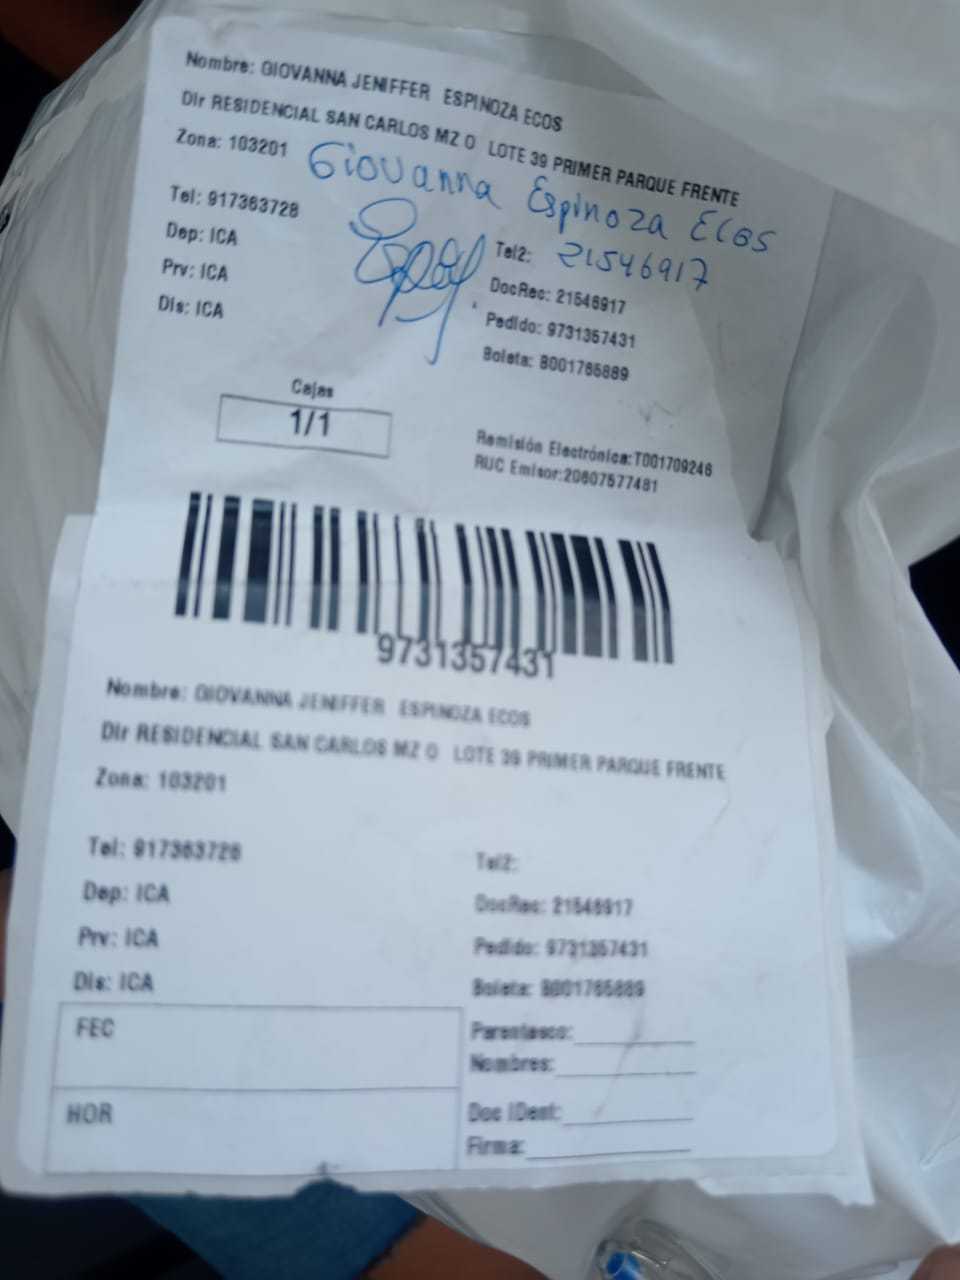 Nombre: GIOVANNA JENIFFER ESPINOZA ECOS
Dir RESIDENCIAL SAN CARLOS MZ O LOTE 39 PRIMER PARQUE FRENTE
Zona: 103201
Giovanna Espinoza Ecos
Tel: 917363728
Tel2: 21546917
Dep: ICA
DocRec: 21546917
Prv: ICA
Pedido: 9731357431
Dis: ICA
Boleta: B001765889
Cajas
1/1
Remisión Electrónica:T001709246
RUC Emisor:20607577481
9731357431
Nombre: GIOVANNA JENIFFER ESPINOZA ECOS
Dir RESIDENCIAL SAN CARLOS MZ O LOTE 39 PRIMER PARQUE FRENTE
Zona: 103201
Tel: 917363728
Tel2:
Dep: ICA
DocRec: 21546917
Prv: ICA
Pedido: 9731357431
Dis: ICA
Boleta: B001765889
FEC
Parentesco:
Nombres:
HOR
Doc IDent:
Firma: